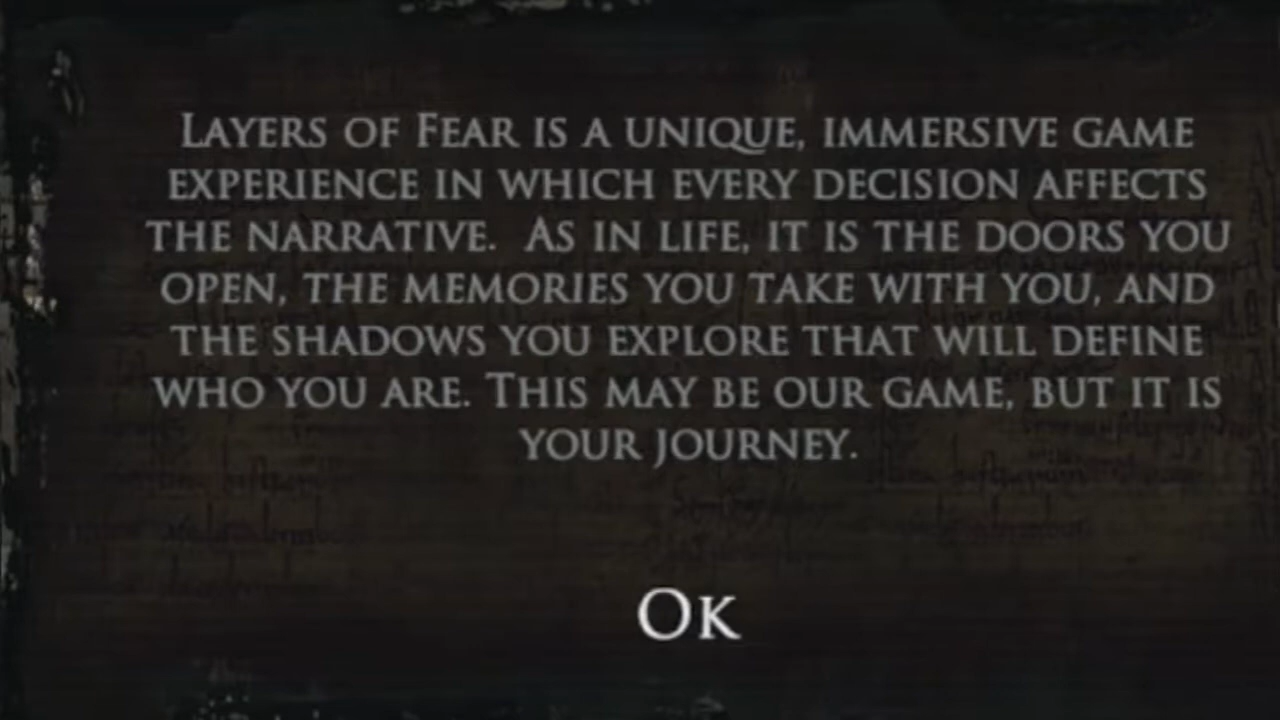 Layers of Fear is a unique, immersive game
experience in which every decision affects
the narrative.  As in life, it is the doors you
open, the memories you take with you, and
the shadows you explore that will define
who you are. This may be our game, but it is
your journey.
Ok